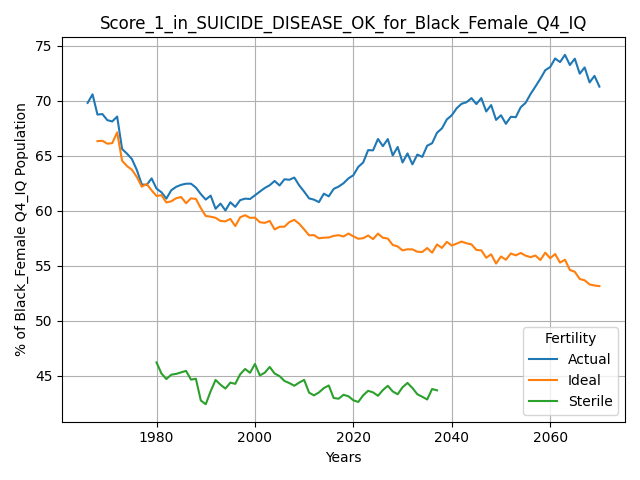 Score_1_in_SUICIDE_DISEASE_OK_for_Black_Female_Q4_IQ
% of Black_Female Q4_IQ Population
75
70
65
60
55
50
45
1980
2000
2020
2040
2060
Years
Fertility
Actual
Ideal
Sterile